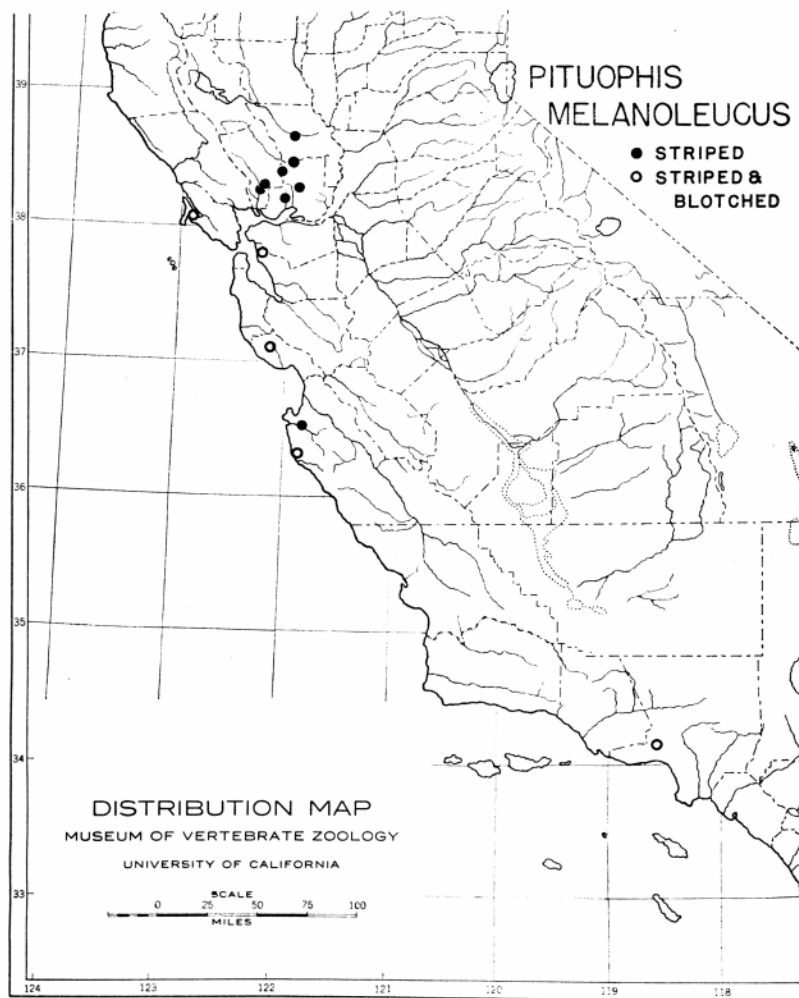 PITUOPHIS
MELANOLEUCUS
STRIPED
STRIPED &
BLOTCHED
39
38
37
36
35
34
33
DISTRIBUTION MAP
MUSEUM OF VERTEBRATE ZOOLOGY
UNIVERSITY OF CALIFORNIA
SCALE
0 25 50 75 100
MILES
124 123 122 121 120 119 118